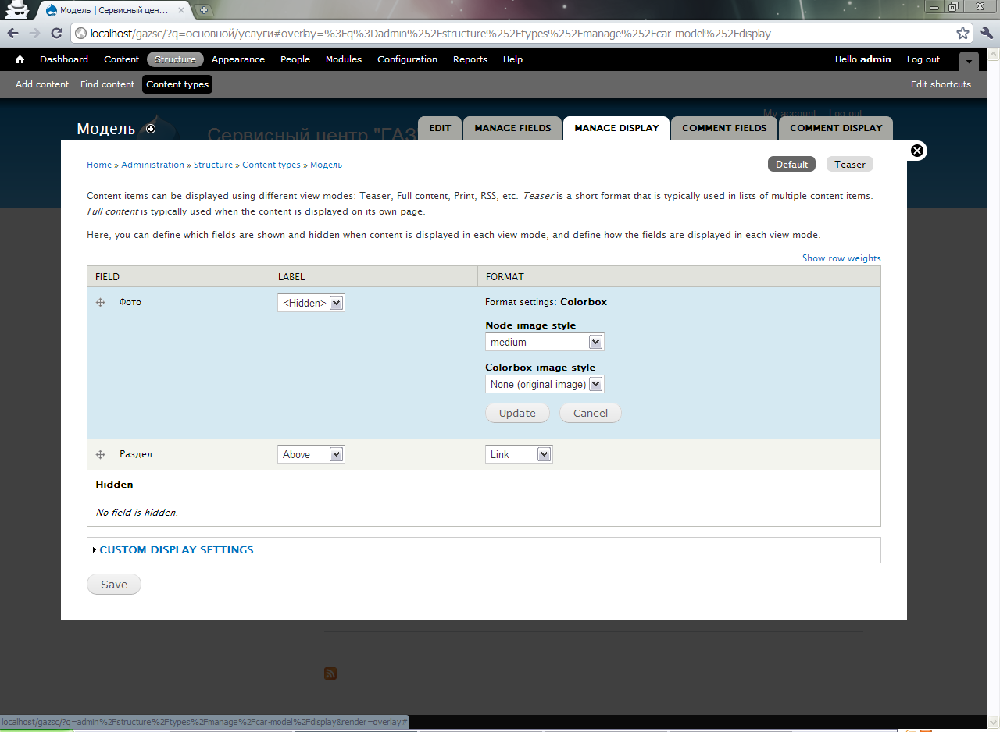 Модель | Сервисный цен...
localhost/gazsc/?q=основной/услуги#overlay=%3Fq%3Dadmin%252Fstructure%252Ftypes%252Fmanage%252Fcar-model%252Fdisplay
Dashboard Content Structure Appearance People Modules Configuration Reports Help Hello admin Log out
Add content Find content Content types Edit shortcuts
My account Log out
Модель Сервисный центр "ГАЗ EDIT MANAGE FIELDS MANAGE DISPLAY COMMENT FIELDS COMMENT DISPLAY
Home » Administration » Structure » Content types » Модель Default Teaser
Content items can be displayed using different view modes: Teaser, Full content, Print, RSS, etc. Teaser is a short format that is typically used in lists of multiple content items.
Full content is typically used when the content is displayed on its own page.
Here, you can define which fields are shown and hidden when content is displayed in each view mode, and define how the fields are displayed in each view mode.
Show row weights
FIELD LABEL FORMAT
Фото <Hidden> Format settings: Colorbox
Node image style
medium
Colorbox image style
None (original image)
Update Cancel
Раздел Above Link
Hidden
No field is hidden.
CUSTOM DISPLAY SETTINGS
Save
localhost/gazsc/?q=admin%2Fstructure%2Ftypes%2Fmanage%2Fcar-model%2Fdisplay&render=overlay#